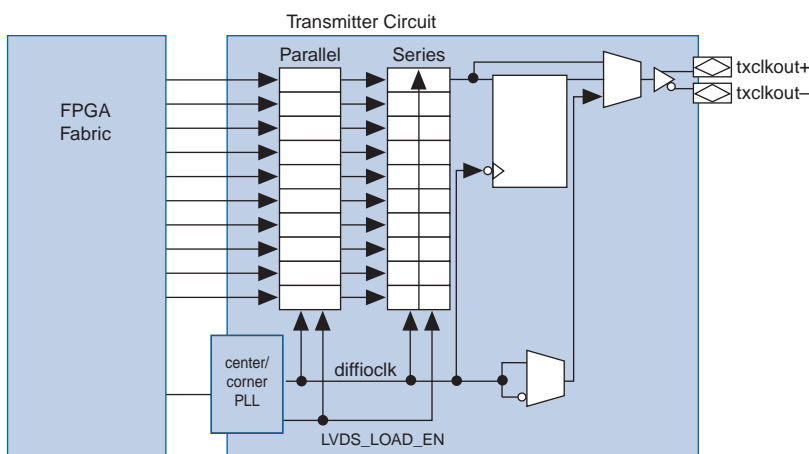 Transmitter Circuit
Parallel
Series
txclkout+
txclkout–
FPGA
Fabric
center/
corner
PLL
diffioclk
LVDS_LOAD_EN